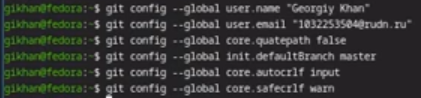 gikhan@fedora:~$ git config --global user.name "Georgiy Khan"
gikhan@fedora:~$ git config --global user.email "1032253504@rudn.ru"
gikhan@fedora:~$ git config --global core.quatepath false
gikhan@fedora:~$ git config --global init.defaultBranch master
gikhan@fedora:~$ git config --global core.autocrlf input
gikhan@fedora:~$ git config --global core.safecrlf warn